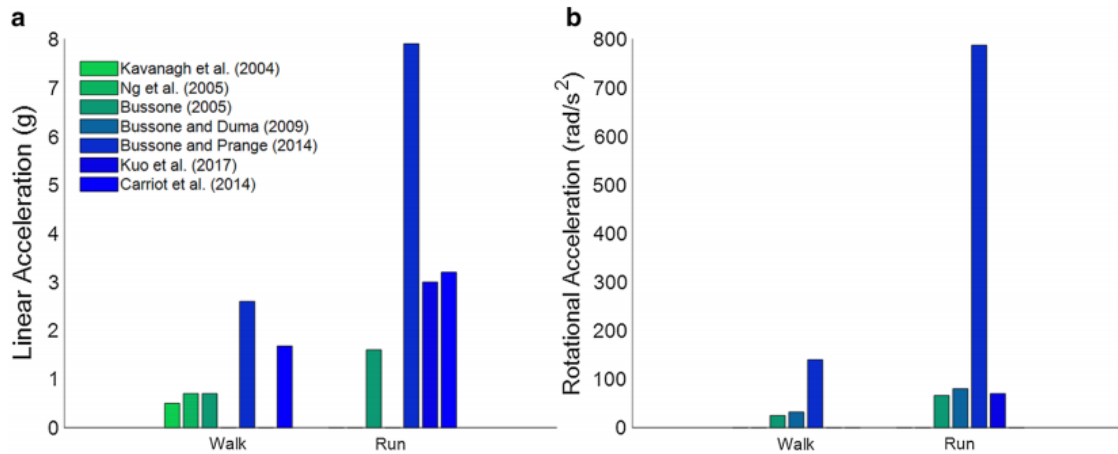 a
8
7
6
5
4
3
2
1
0
Linear Acceleration (g)
Kavanagh et al. (2004)
Ng et al. (2005)
Bussone (2005)
Bussone and Duma (2009)
Bussone and Prange (2014)
Kuo et al. (2017)
Carriot et al. (2014)
Walk Run
b
800
700
600
500
400
300
200
100
0
Rotational Acceleration (rad/s²)
Walk Run